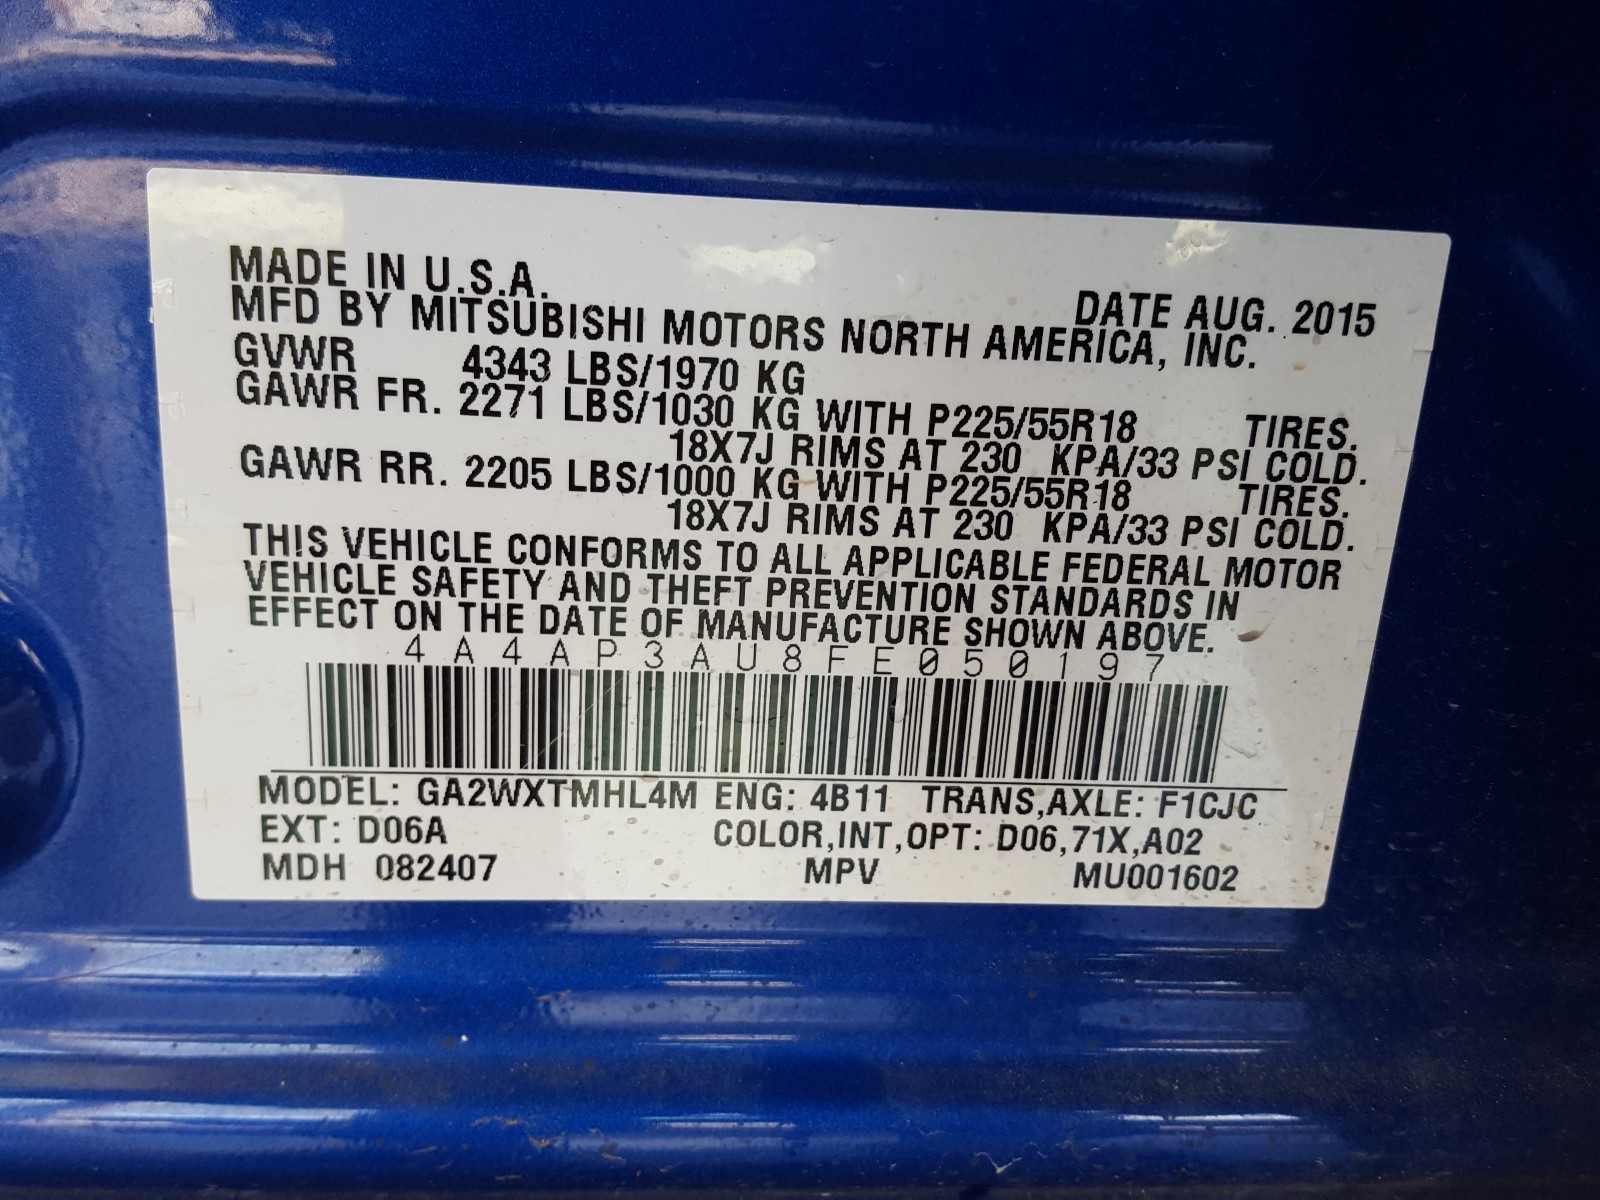 MADE IN U.S.A.
DATE AUG. 2015
MFD BY MITSUBISHI MOTORS NORTH AMERICA, INC.
GVWR 4343 LBS/1970 KG
GAWR FR. 2271 LBS/1030 KG WITH P225/55R18 TIRES.
18X7J RIMS AT 230 KPA/33 PSI COLD.
GAWR RR. 2205 LBS/1000 KG WITH P225/55R18 TIRES.
18X7J RIMS AT 230 KPA/33 PSI COLD.
THIS VEHICLE CONFORMS TO ALL APPLICABLE FEDERAL MOTOR
VEHICLE SAFETY AND THEFT PREVENTION STANDARDS IN
EFFECT ON THE DATE OF MANUFACTURE SHOWN ABOVE.
4A4AP3AU8FE050197
MODEL: GA2WXTMHL4M ENG: 4B11 TRANS,AXLE: F1CJC
EXT: D06A COLOR,INT,OPT: D06,71X,A02
MDH 082407 MPV MU001602